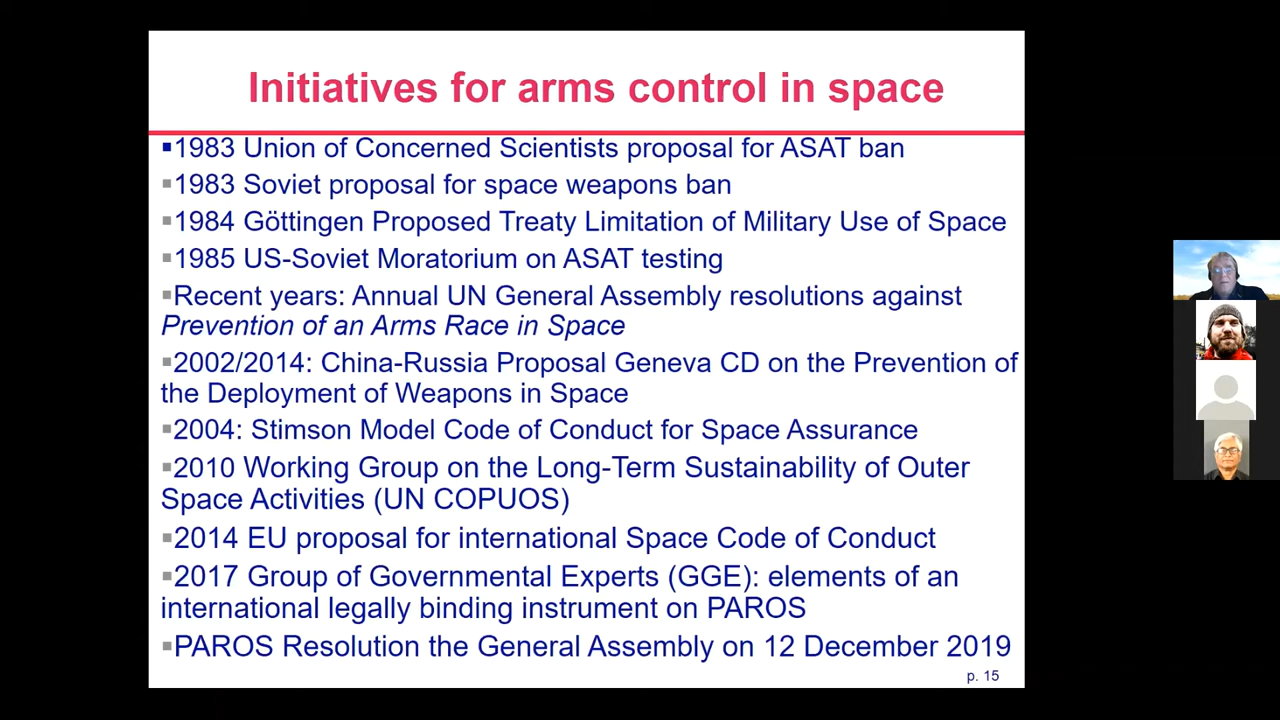 Initiatives for arms control in space
▪1983 Union of Concerned Scientists proposal for ASAT ban
▪1983 Soviet proposal for space weapons ban
▪1984 Göttingen Proposed Treaty Limitation of Military Use of Space
▪1985 US-Soviet Moratorium on ASAT testing
▪Recent years: Annual UN General Assembly resolutions against
Prevention of an Arms Race in Space
▪2002/2014: China-Russia Proposal Geneva CD on the Prevention of
the Deployment of Weapons in Space
▪2004: Stimson Model Code of Conduct for Space Assurance
▪2010 Working Group on the Long-Term Sustainability of Outer
Space Activities (UN COPUOS)
▪2014 EU proposal for international Space Code of Conduct
▪2017 Group of Governmental Experts (GGE): elements of an
international legally binding instrument on PAROS
▪PAROS Resolution the General Assembly on 12 December 2019
p. 15